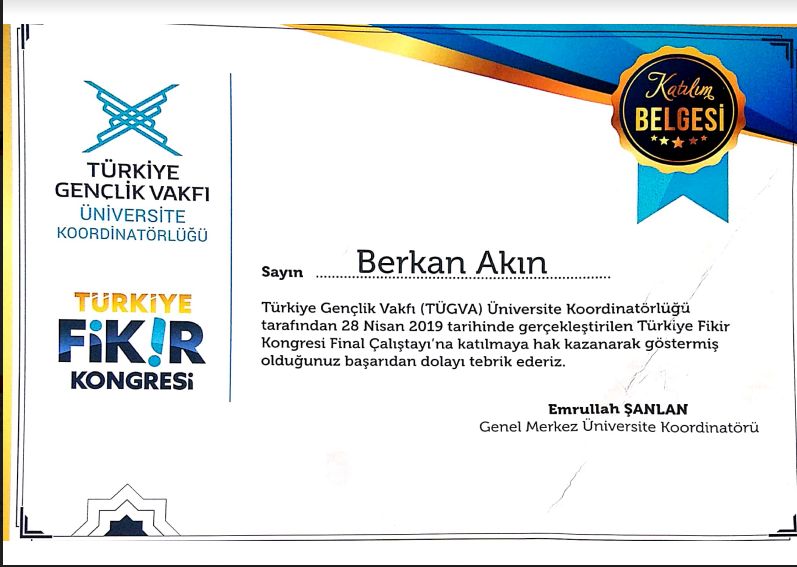 Katılım
BELGESİ
TÜRKİYE
GENÇLİK VAKFI
ÜNİVERSİTE
KOORDİNATÖRLÜĞÜ
TÜRKİYE
FİK!R
KONGRESİ
Sayın Berkan Akın
Türkiye Gençlik Vakfı (TÜGVA) Üniversite Koordinatörlüğü
tarafından 28 Nisan 2019 tarihinde gerçekleştirilen Türkiye Fikir
Kongresi Final Çalıştayı'na katılmaya hak kazanarak göstermiş
olduğunuz başarıdan dolayı tebrik ederiz.
Emrullah ŞANLAN
Genel Merkez Üniversite Koordinatörü